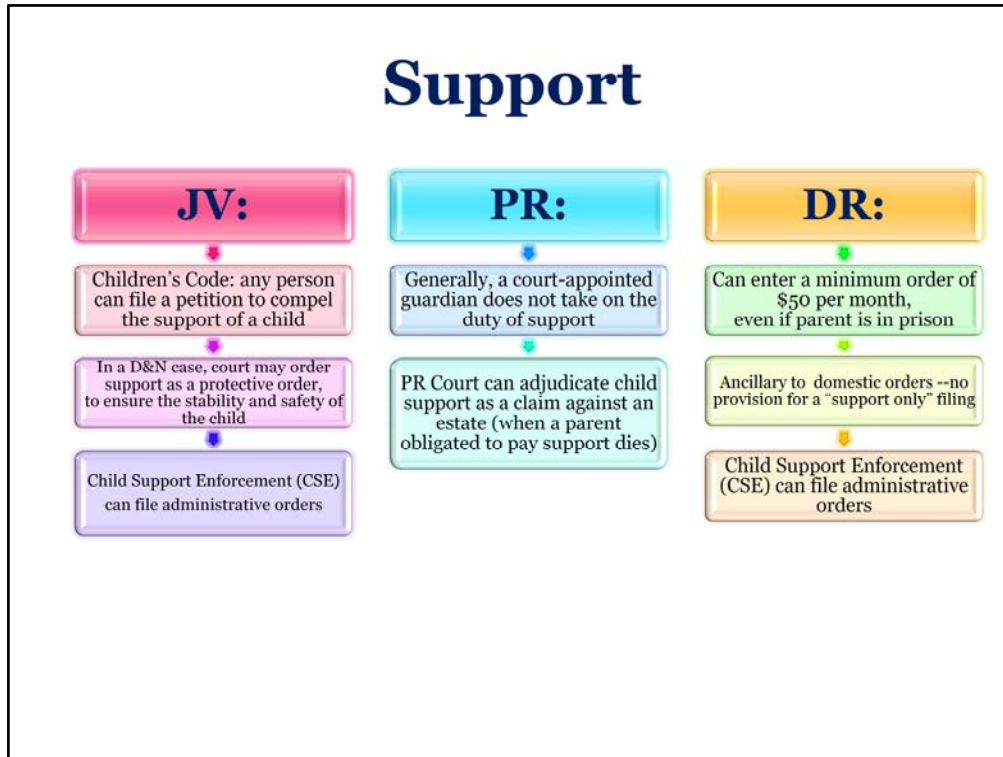 Support
JV:
Children's Code: any person
can file a petition to compel
the support of a child
In a D&N case, court may order
support as a protective order,
to ensure the stability and safety of
the child
Child Support Enforcement (CSE)
can file administrative orders
PR:
Generally, a court-appointed
guardian does not take on the
duty of support
PR Court can adjudicate child
support as a claim against an
estate (when a parent
obligated to pay support dies)
DR:
Can enter a minimum order of
$50 per month,
even if parent is in prison
Ancillary to domestic orders --no
provision for a "support only" filing
Child Support Enforcement
(CSE) can file administrative
orders